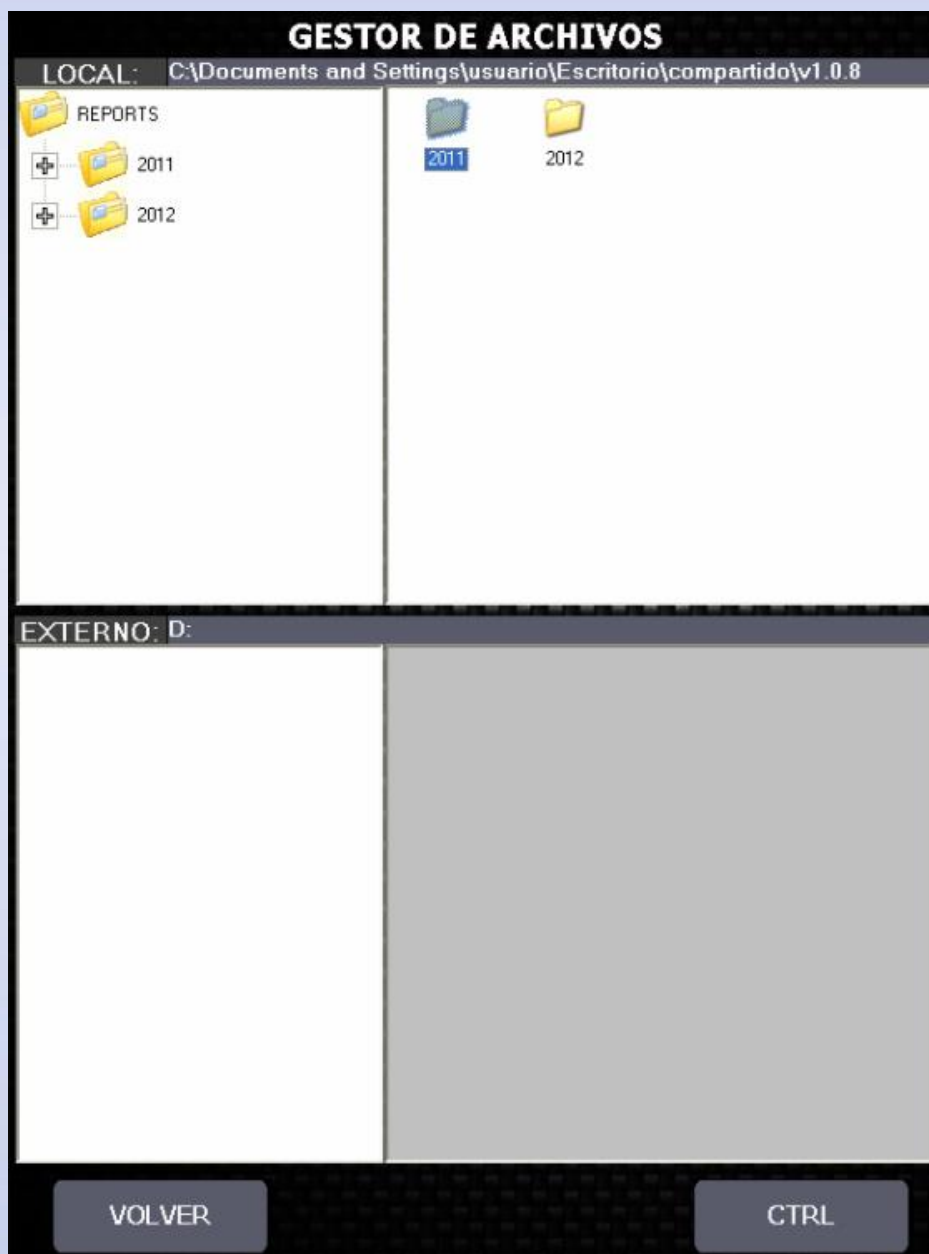 GESTOR DE ARCHIVOS
LOCAL: C:\Documents and Settings\usuario\Escritorio\compartido\v1.0.8
REPORTS
2011
2012
2011 2012
EXTERNO: D:
VOLVER CTRL